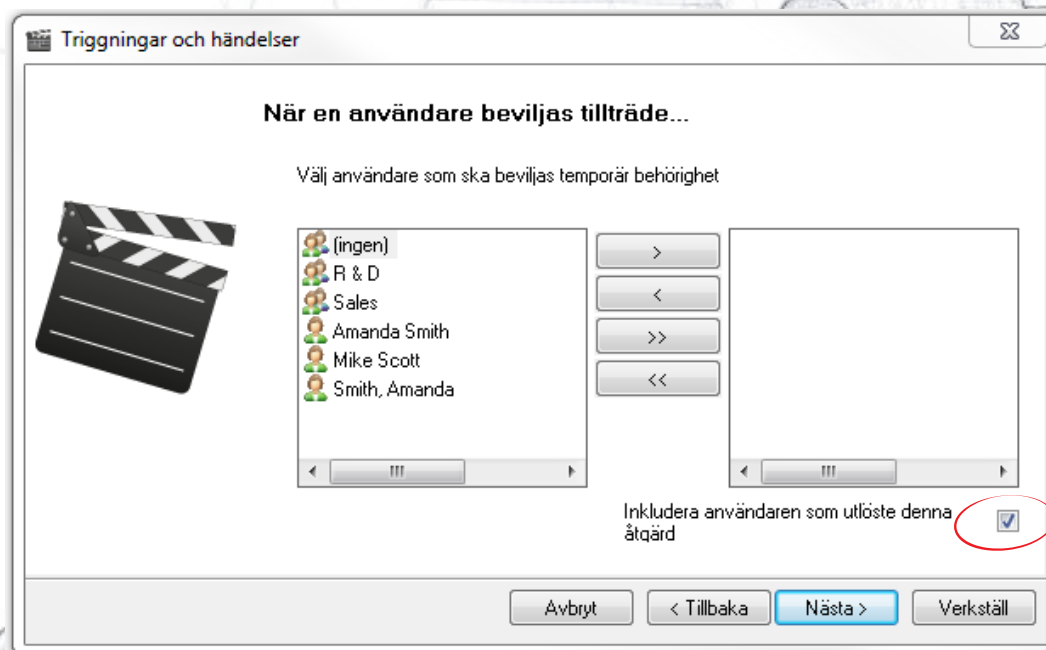 Triggningar och händelser
När en användare beviljas tillträde...
Välj användare som ska beviljas temporär behörighet
(ingen)
R & D
Sales
Amanda Smith
Mike Scott
Smith, Amanda
>
<
>>
<<
Inkludera användaren som utlöste denna
åtgärd
Avbryt
< Tillbaka
Nästa >
Verkställ